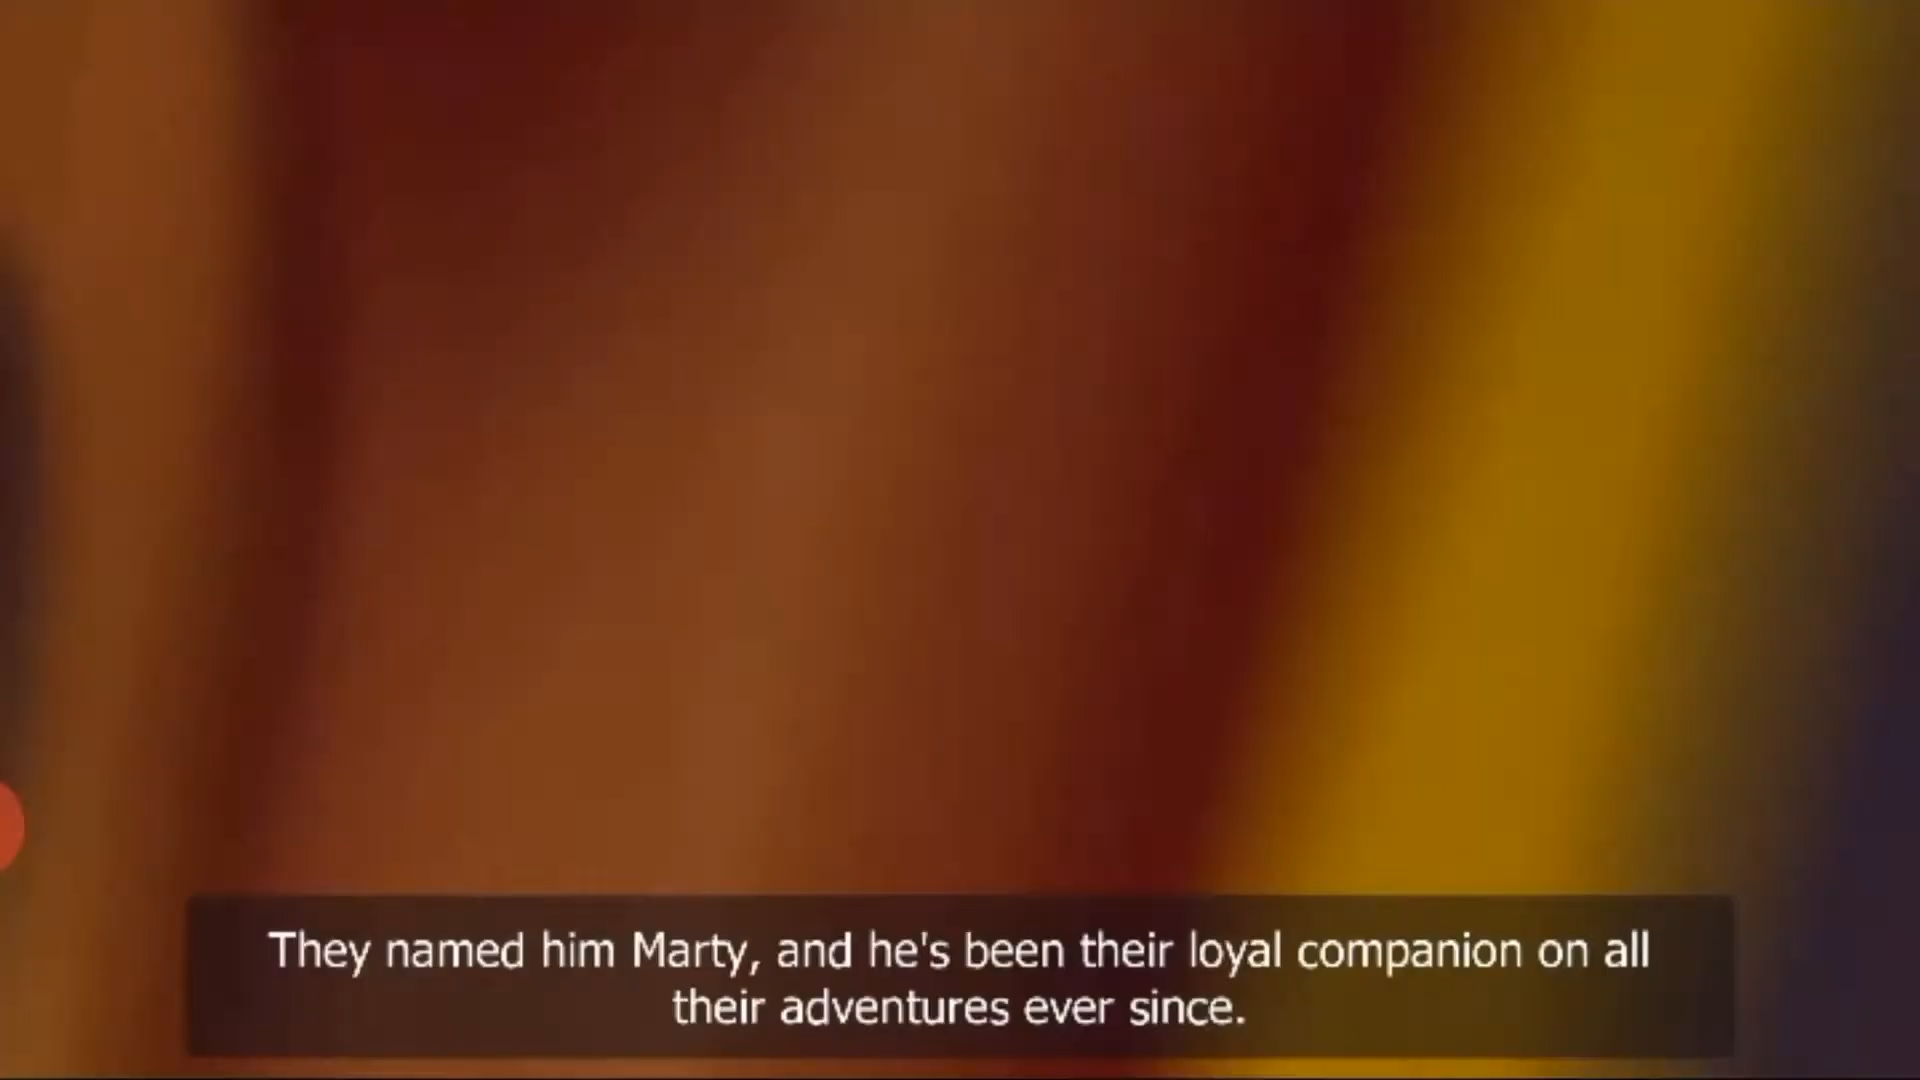 They named him Marty, and he's been their loyal companion on all
their adventures ever since.